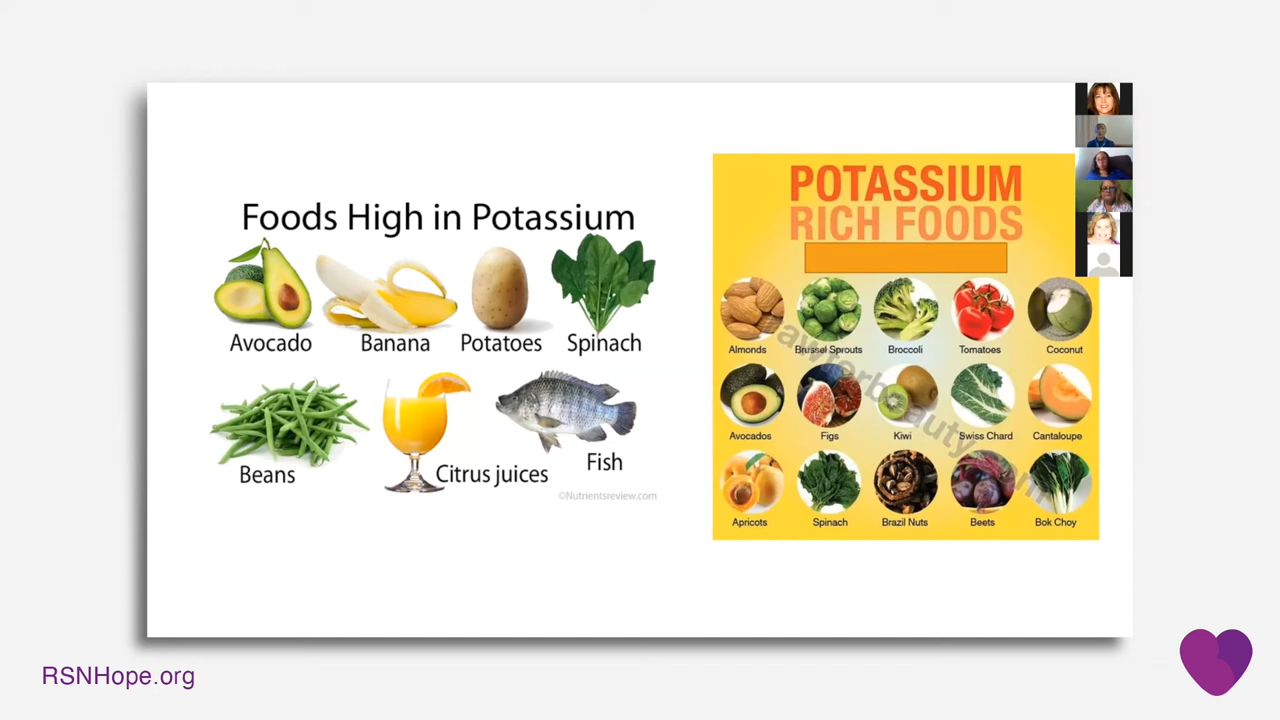 Foods High in Potassium
Avocado Banana Potatoes Spinach
Beans Citrus juices Fish
©Nutrientsreview.com
POTASSIUM
RICH FOODS
Almonds Brussel Sprouts Broccoli Tomatoes Coconut
Avocados Figs Kiwi Swiss Chard Cantaloupe
Apricots Spinach Brazil Nuts Beets Bok Choy
RSNHope.org